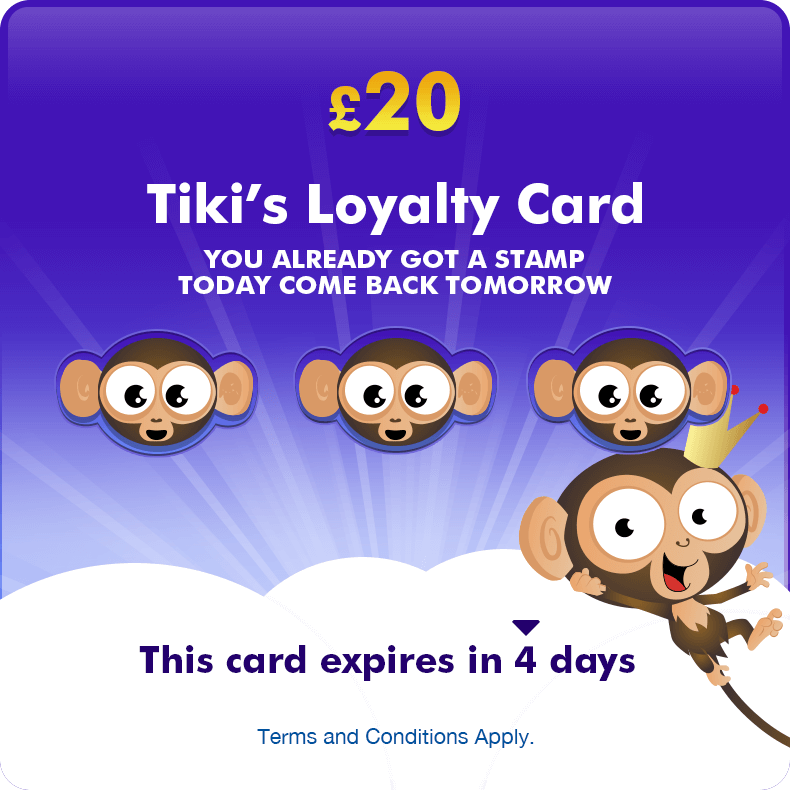 £20
Tiki’s Loyalty Card
YOU ALREADY GOT A STAMP
TODAY COME BACK TOMORROW
This card expires in 4 days
Terms and Conditions Apply.